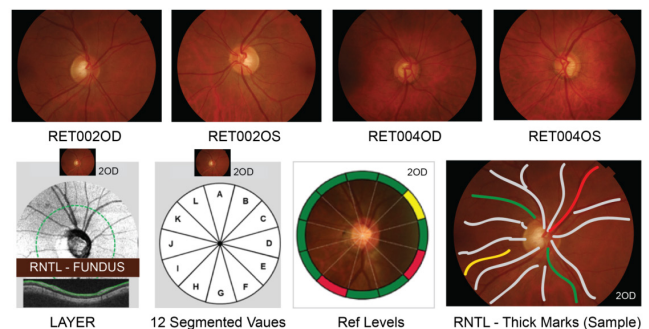 RET002OD
RET002OS
RET004OD
RET004OS
2OD
RNTL - FUNDUS
LAYER
2OD
A
B
C
D
E
F
G
H
I
J
K
L
12 Segmented Vaues
2OD
Ref Levels
2OD
RNTL - Thick Marks (Sample)